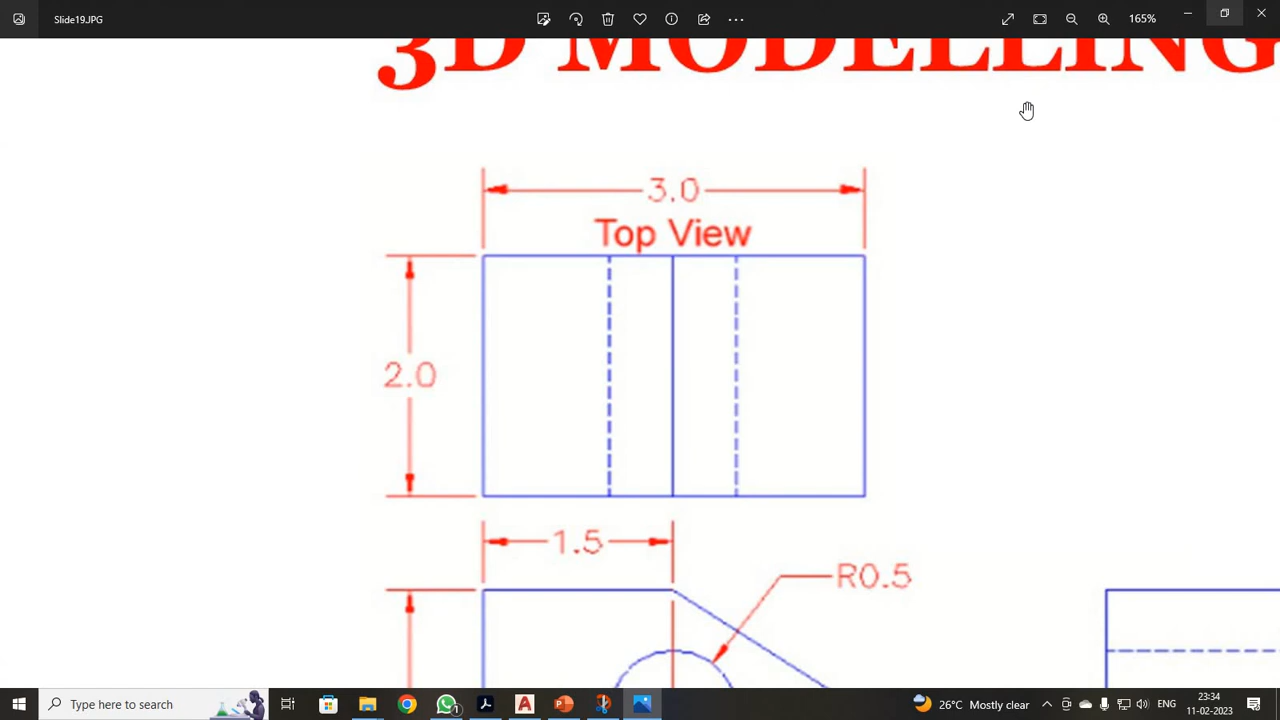 Slide19.JPG
165%
3D MODELLING
3.0
Top View
2.0
1.5
R0.5
Type here to search
1
26°C Mostly clear
ENG
23:34
11-02-2023